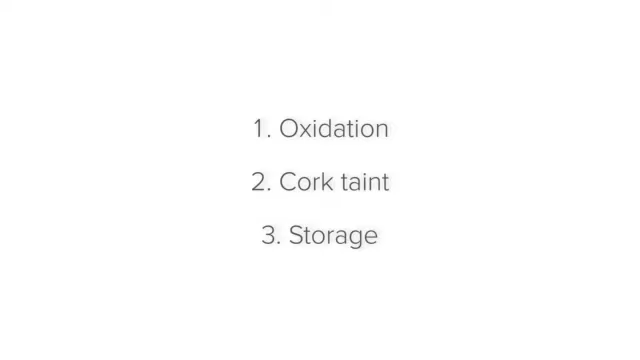 1. Oxidation
2. Cork taint
3. Storage